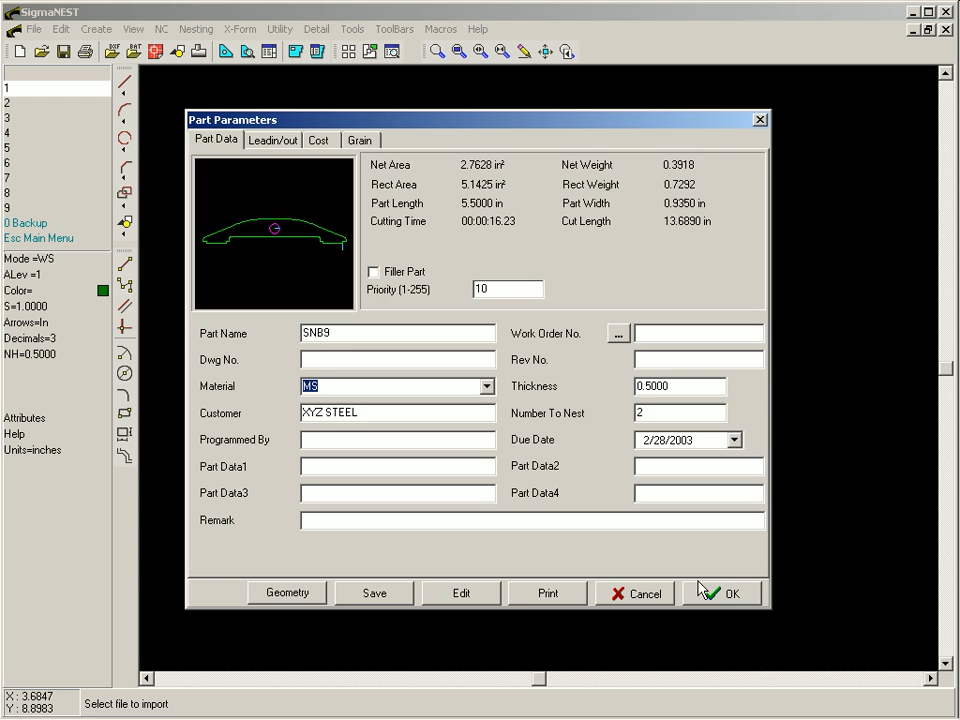 SigmaNEST
File Edit Create View NC Nesting X-Form Utility Detail Tools ToolBars Macros Help
DXF BAT
1
2
3
4
5
6
7
8
9
0 Backup
Esc Main Menu
Mode =WS
ALev =1
Color=
S=1.0000
Arrows=In
Decimals=3
NH=0.5000
Attributes
Help
Units=inches
Part Parameters
Part Data Leadin/out Cost Grain
Net Area 2.7628 in² Net Weight 0.3918
Rect Area 5.1425 in² Rect Weight 0.7292
Part Length 5.5000 in Part Width 0.9350 in
Cutting Time 00:00:16.23 Cut Length 13.6890 in
Filler Part
Priority (1-255) 10
Part Name SNB9 Work Order No. ...
Dwg No. Rev No.
Material MS Thickness 0.5000
Customer XYZ STEEL Number To Nest 2
Programmed By Due Date 2/28/2003
Part Data1 Part Data2
Part Data3 Part Data4
Remark
Geometry Save Edit Print Cancel OK
X : 3.6847
Y : 8.8983
Select file to import